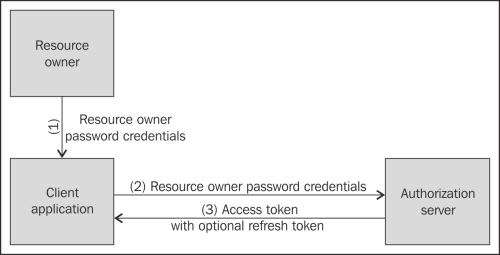 Resource
owner
(1)
Resource owner
password credentials
Client
application
(2) Resource owner password credentials
(3) Access token
with optional refresh token
Authorization
server